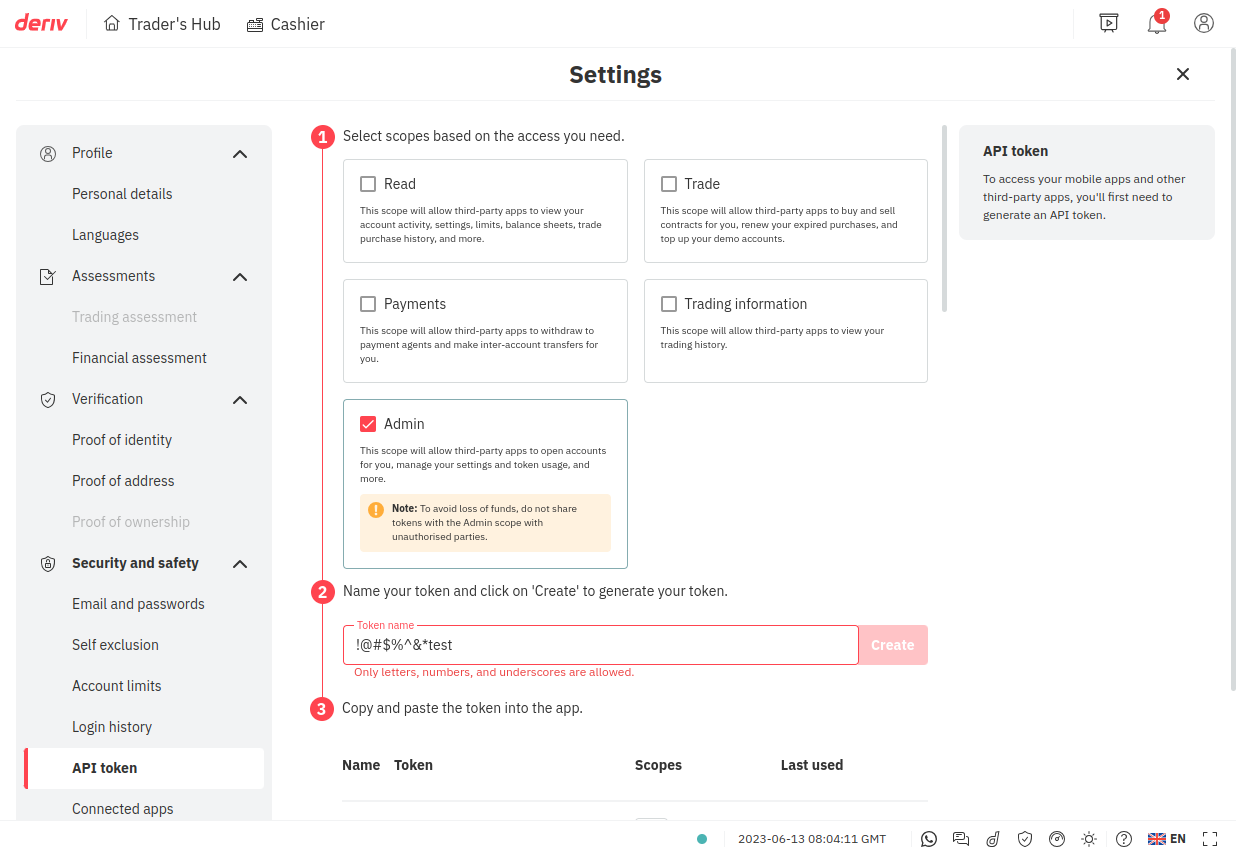 deriv
Trader's Hub
Cashier
1
Settings
Profile
Personal details
Languages
Assessments
Trading assessment
Financial assessment
Verification
Proof of identity
Proof of address
Proof of ownership
Security and safety
Email and passwords
Self exclusion
Account limits
Login history
API token
Connected apps
1
Select scopes based on the access you need.
Read
This scope will allow third-party apps to view your
account activity, settings, limits, balance sheets, trade
purchase history, and more.
Trade
This scope will allow third-party apps to buy and sell
contracts for you, renew your expired purchases, and
top up your demo accounts.
Payments
This scope will allow third-party apps to withdraw to
payment agents and make inter-account transfers for
you.
Trading information
This scope will allow third-party apps to view your
trading history.
Admin
This scope will allow third-party apps to open accounts
for you, manage your settings and token usage, and
more.
Note: To avoid loss of funds, do not share
tokens with the Admin scope with
unauthorised parties.
2
Name your token and click on 'Create' to generate your token.
Token name
!@#$%^&*test
Create
Only letters, numbers, and underscores are allowed.
3
Copy and paste the token into the app.
Name Token Scopes Last used
API token
To access your mobile apps and other
third-party apps, you'll first need to
generate an API token.
2023-06-13 08:04:11 GMT
EN